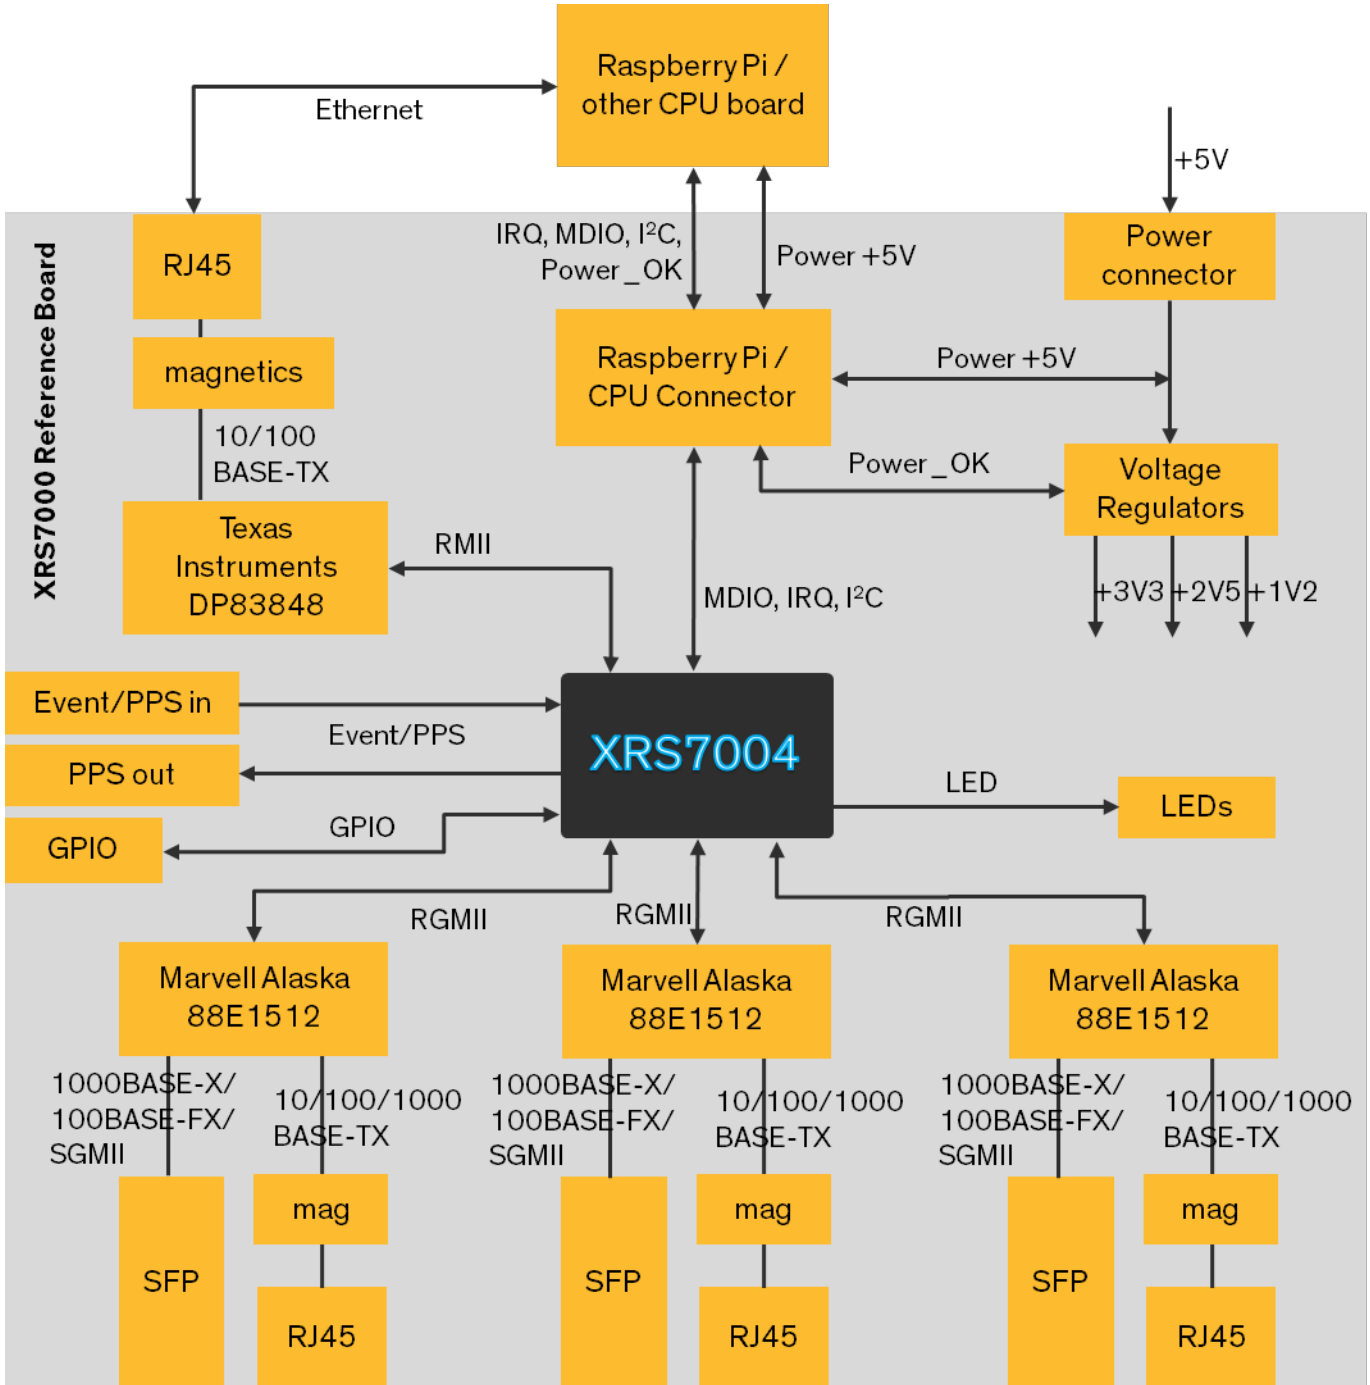 Raspberry Pi /
other CPU board
Ethernet
+5V
XRS7000 Reference Board
RJ45
IRQ, MDIO, I²C,
Power_OK
Power +5V
Power
connector
magnetics
Raspberry Pi /
CPU Connector
Power +5V
10/100
BASE-TX
Power_OK
Voltage
Regulators
Texas
Instruments
DP83848
RMII
MDIO, IRQ, I²C
+3V3
+2V5
+1V2
Event/PPS in
Event/PPS
XRS7004
PPS out
LED
LEDs
GPIO
GPIO
RGMII
RGMII
RGMII
Marvell Alaska
88E1512
Marvell Alaska
88E1512
Marvell Alaska
88E1512
1000BASE-X/
100BASE-FX/
SGMII
10/100/1000
BASE-TX
1000BASE-X/
100BASE-FX/
SGMII
10/100/1000
BASE-TX
1000BASE-X/
100BASE-FX/
SGMII
10/100/1000
BASE-TX
mag
mag
mag
SFP
RJ45
SFP
RJ45
SFP
RJ45